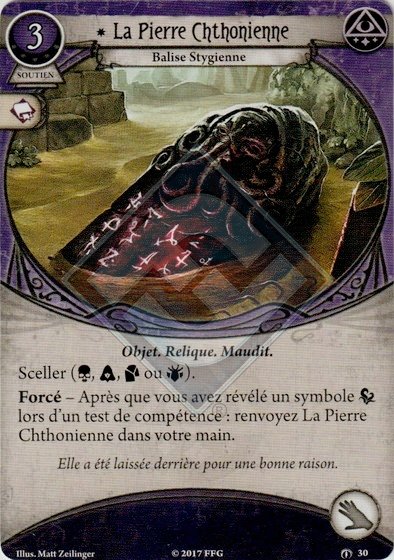 3
* La Pierre Chthonienne
SOUTIEN
Balise Stygienne
Objet. Relique. Maudit.
Sceller (, , ou ).
Forcé – Après que vous avez révélé un symbole
lors d'un test de compétence : renvoyez La Pierre
Chthonienne dans votre main.
Elle a été laissée derrière pour une bonne raison.
Illus. Matt Zeilinger
© 2017 FFG
30